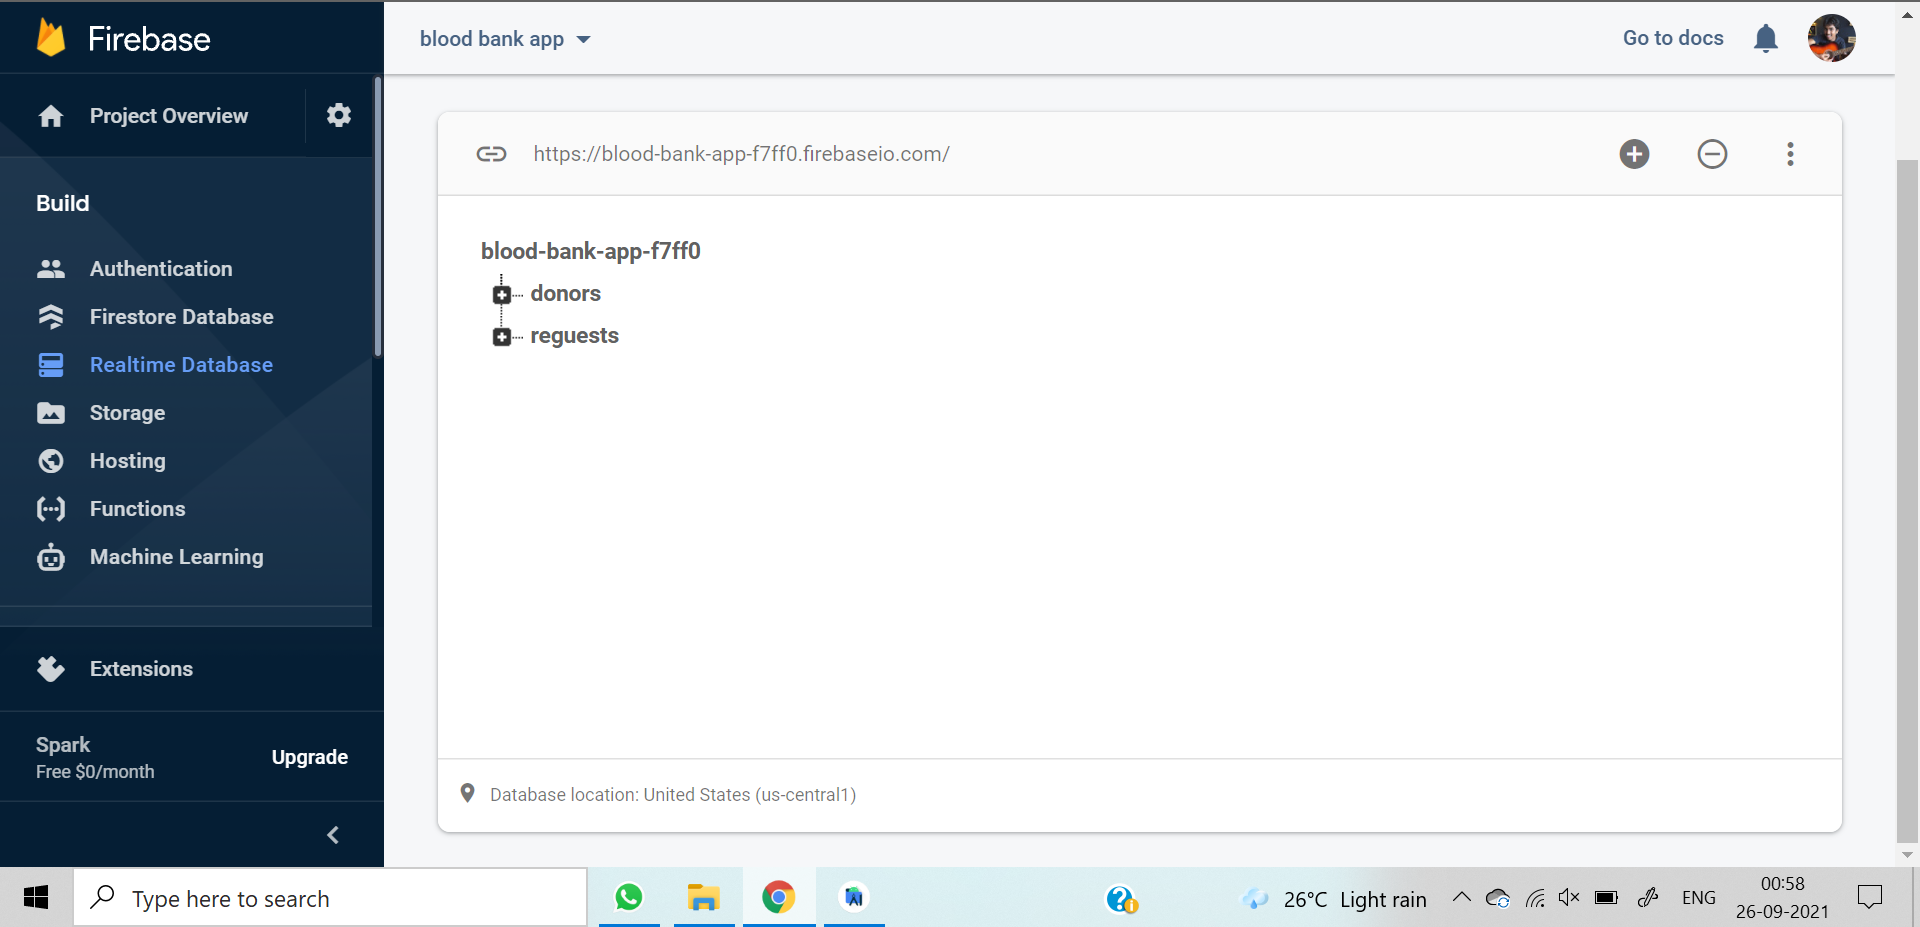 Firebase
blood bank app
Go to docs
Project Overview
https://blood-bank-app-f7ff0.firebaseio.com/
Build
Authentication
Firestore Database
Realtime Database
Storage
Hosting
Functions
Machine Learning
Extensions
Spark
Free $0/month
Upgrade
blood-bank-app-f7ff0
donors
reguests
Database location: United States (us-central1)
Type here to search
26°C Light rain
ENG
00:58
26-09-2021